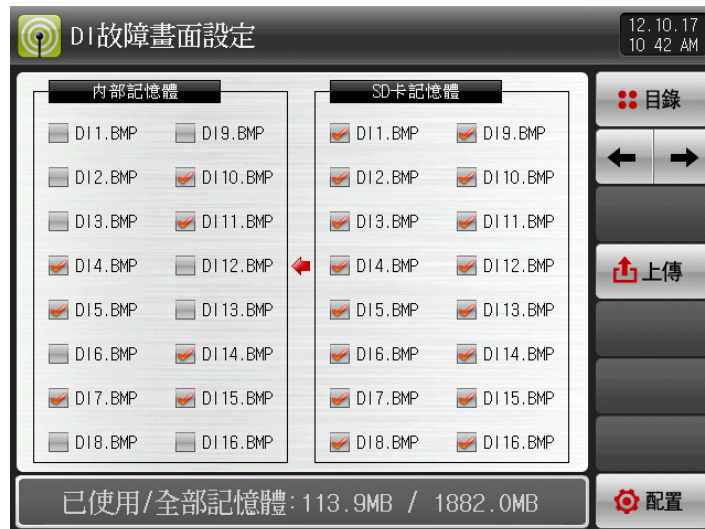 DI故障畫面設定
12.10.17
10 42 AM
內部記憶體
DI1.BMP DI9.BMP
DI2.BMP DI10.BMP
DI3.BMP DI11.BMP
DI4.BMP DI12.BMP
DI5.BMP DI13.BMP
DI6.BMP DI14.BMP
DI7.BMP DI15.BMP
DI8.BMP DI16.BMP
SD卡記憶體
DI1.BMP DI9.BMP
DI2.BMP DI10.BMP
DI3.BMP DI11.BMP
DI4.BMP DI12.BMP
DI5.BMP DI13.BMP
DI6.BMP DI14.BMP
DI7.BMP DI15.BMP
DI8.BMP DI16.BMP
已使用/全部記憶體:113.9MB / 1882.0MB
目錄
上傳
配置